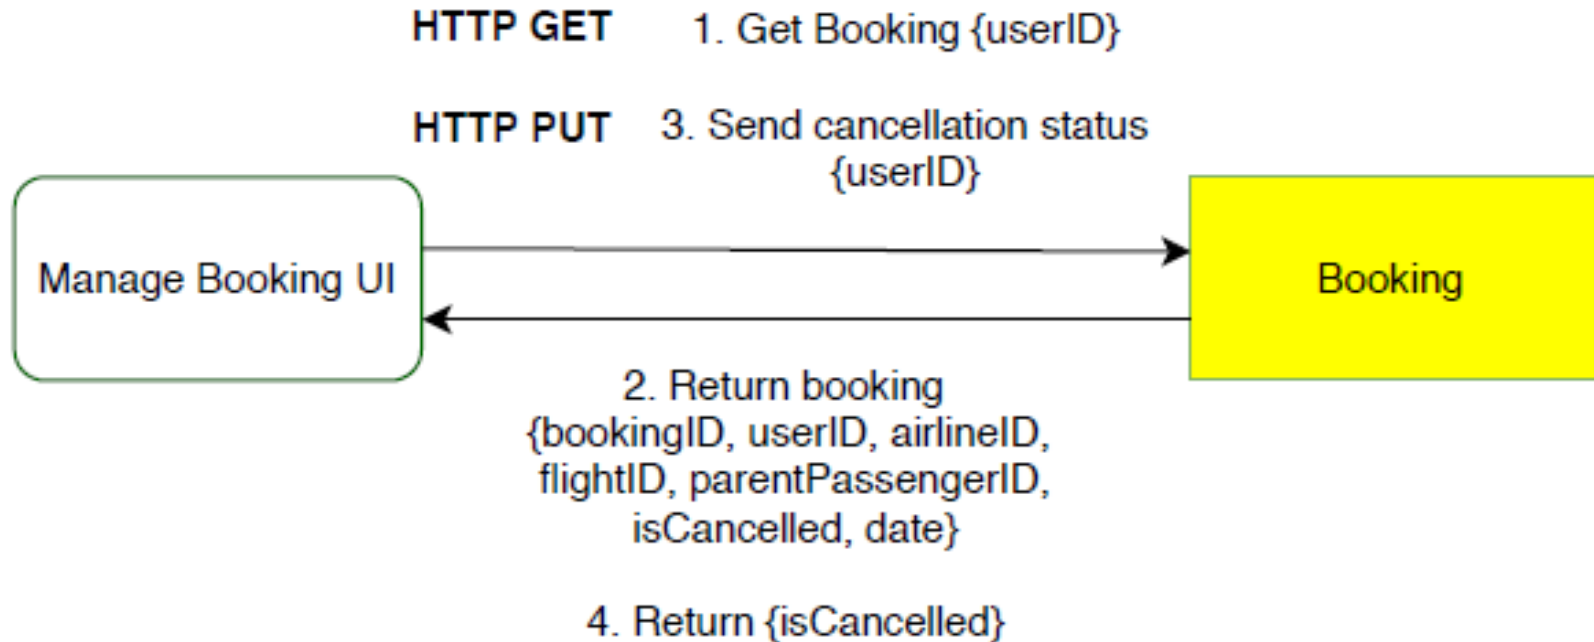 HTTP GET 1. Get Booking {userID}
HTTP PUT 3. Send cancellation status
{userID}
Manage Booking UI
Booking
2. Return booking
{bookingID, userID, airlineID,
flightID, parentPassengerID,
isCancelled, date}
4. Return {isCancelled}